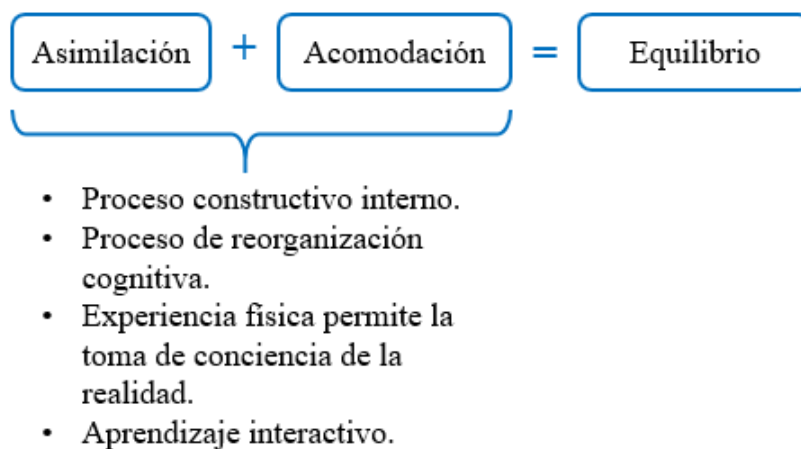 Asimilación + Acomodación = Equilibrio
• Proceso constructivo interno.
• Proceso de reorganización
cognitiva.
• Experiencia física permite la
toma de conciencia de la
realidad.
• Aprendizaje interactivo.